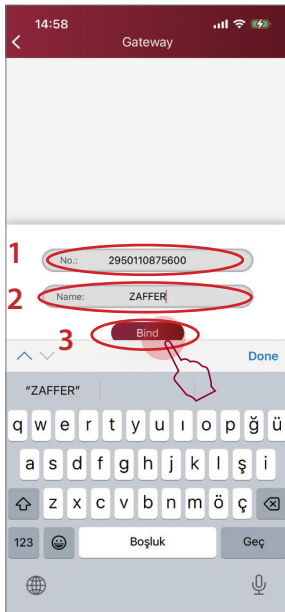 14:58
Gateway
1
No.: 2950110875600
2
Name: ZAFFER
3
Bind
Done
"ZAFFER"
q w e r t y u ı o p ğ ü
a s d f g h j k l ş i
z x c v b n m ö ç
123 Boşluk Geç